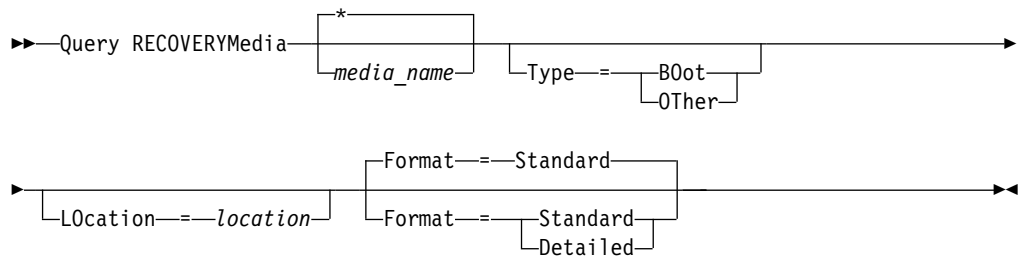 *
Query RECOVERYMedia
media_name
Type = BOot
OTher
Format = Standard
LOcation = location
Format = Standard
Detailed